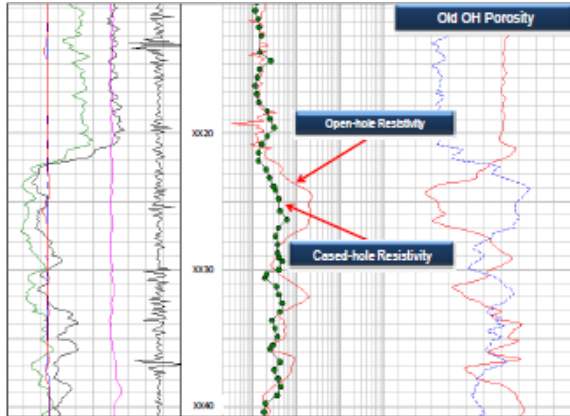 Old OH Porosity
XX20
Open-hole Resistivity
Cased-hole Resistivity
XX30
XX40